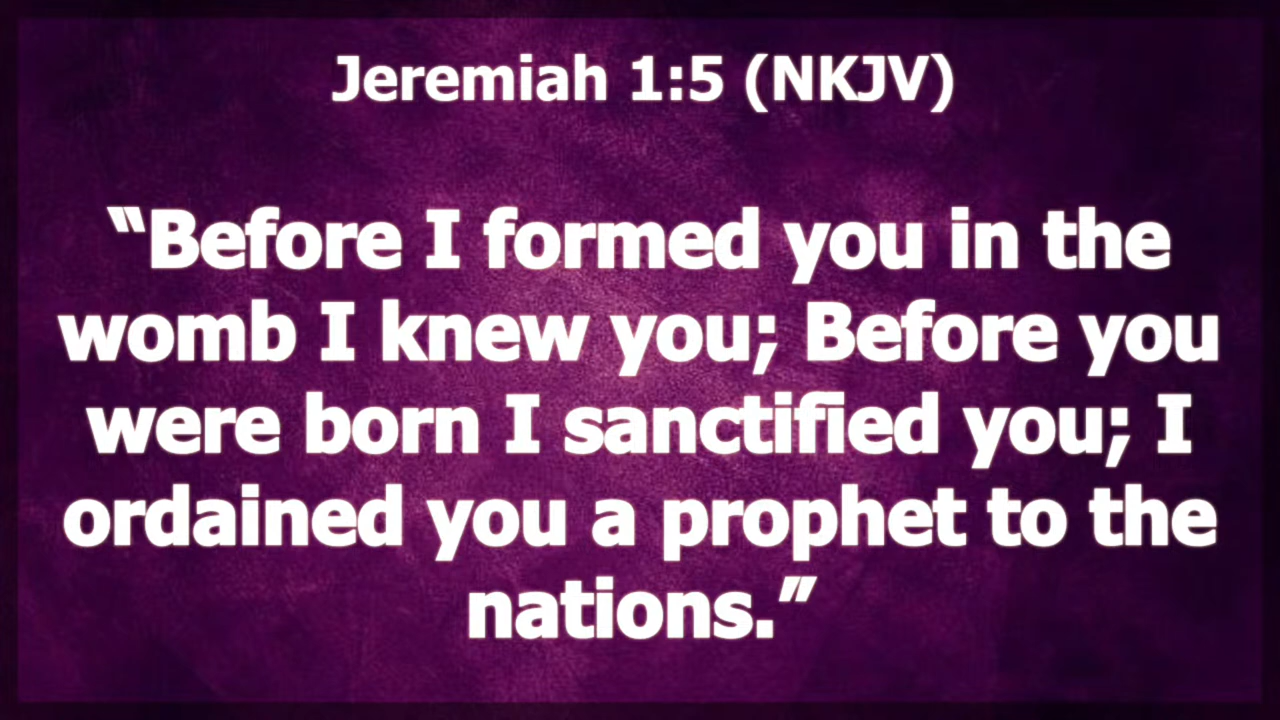 Jeremiah 1:5 (NKJV)
“Before I formed you in the
womb I knew you; Before you
were born I sanctified you; I
ordained you a prophet to the
nations.”